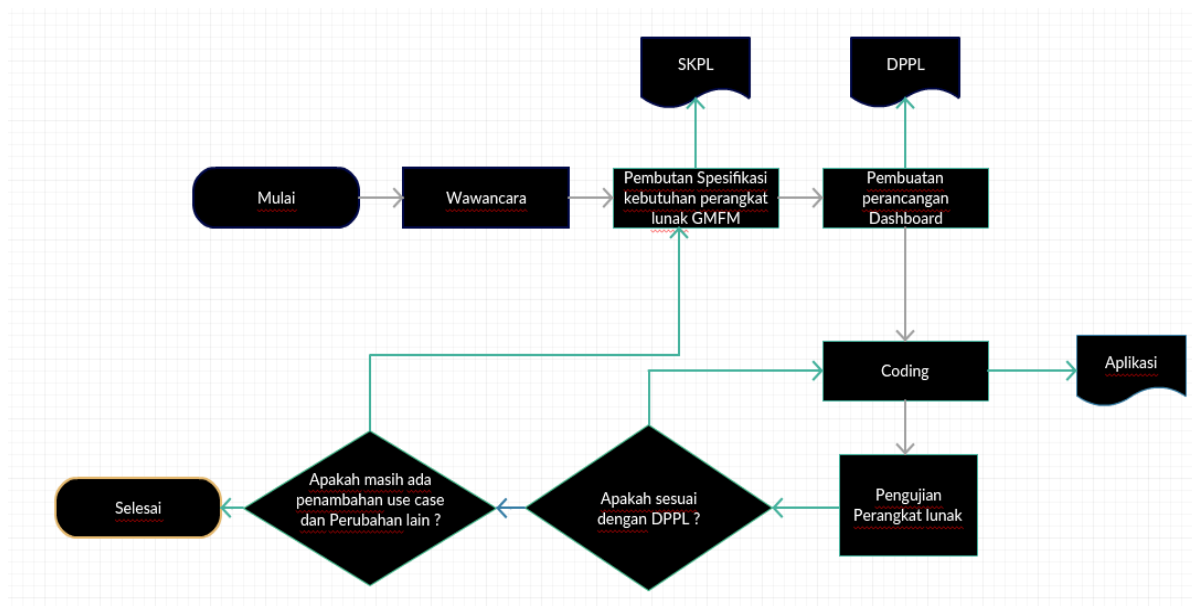 SKPL
DPPL
Mulai
Wawancara
Pembutan Spesifikasi
kebutuhan perangkat
lunak GMFM
Pembuatan
perancangan
Dashboard
Coding
Aplikasi
Pengujian
Perangkat lunak
Apakah sesuai
dengan DPPL ?
Apakah masih ada
penambahan use case
dan Perubahan lain ?
Selesai